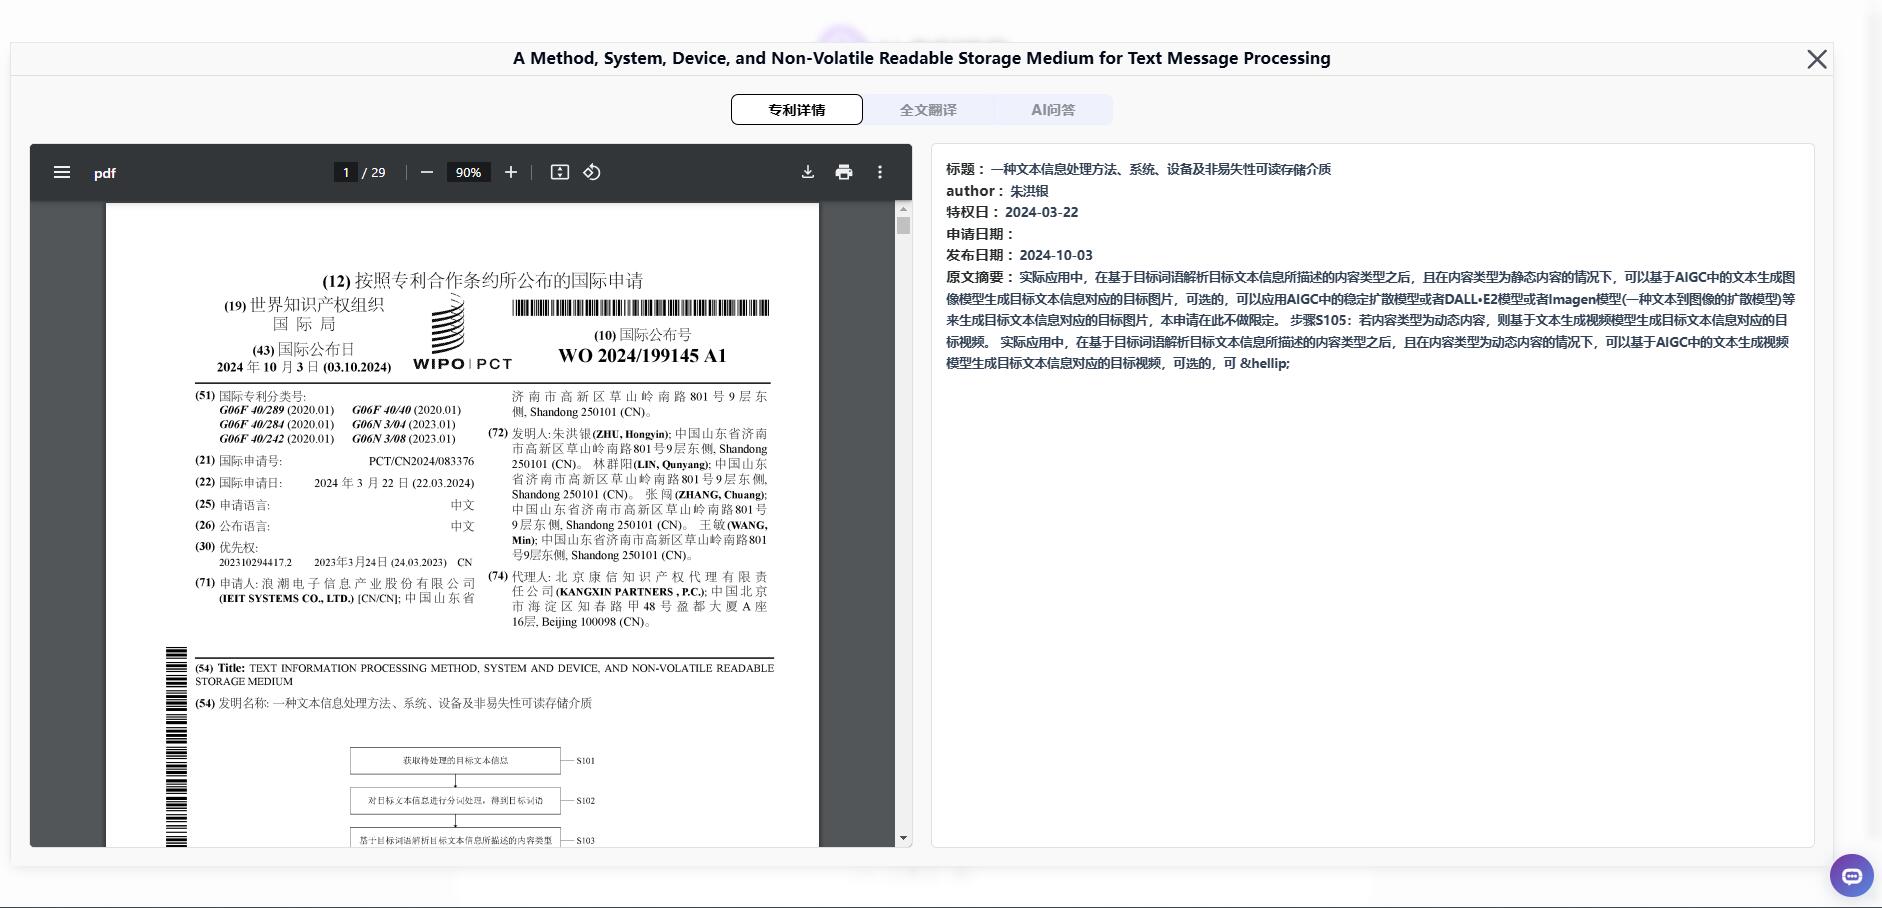 A Method, System, Device, and Non-Volatile Readable Storage Medium for Text Message Processing
专利详情
全文翻译
AI问答
pdf
1 / 29
90%
(12) 按照专利合作条约所公布的国际申请
(19) 世界知识产权组织
国 际 局
(43) 国际公布日
2024 年 10 月 3 日 (03.10.2024)
WIPO | PCT
(10) 国际公布号
WO 2024/199145 A1
(51) 国际专利分类号:
G06F 40/289 (2020.01) G06F 40/40 (2020.01)
G06F 40/284 (2020.01) G06N 3/04 (2023.01)
G06F 40/242 (2020.01) G06N 3/08 (2023.01)
(21) 国际申请号: PCT/CN2024/083376
(22) 国际申请日: 2024 年 3 月 22 日 (22.03.2024)
(25) 申请语言: 中文
(26) 公布语言: 中文
(30) 优先权:
202310294417.2 2023年3月24日 (24.03.2023) CN
(71) 申请人: 浪潮电子信息产业股份有限公司
(IEIT SYSTEMS CO., LTD.) [CN/CN]; 中国山东省
济南市高新区草山岭南路801号9层东
侧, Shandong 250101 (CN)。
(72) 发明人: 朱洪银(ZHU, Hongyin); 中国山东省济南
市高新区草山岭南路801号9层东侧, Shandong
250101 (CN)。 林群阳(LIN, Qunyang); 中国山东
省济南市高新区草山岭南路801号9层东侧,
Shandong 250101 (CN)。 张闯(ZHANG, Chuang);
中国山东省济南市高新区草山岭南路801号
9层东侧, Shandong 250101 (CN)。 王敏(WANG,
Min); 中国山东省济南市高新区草山岭南路801
号9层东侧, Shandong 250101 (CN)。
(74) 代理人: 北京康信知识产权代理有限责
任公司(KANGXIN PARTNERS , P.C.); 中国北京
市海淀区知春路甲48号盈都大厦A座
16层, Beijing 100098 (CN)。
(54) Title: TEXT INFORMATION PROCESSING METHOD, SYSTEM AND DEVICE, AND NON-VOLATILE READABLE
STORAGE MEDIUM
(54) 发明名称: 一种文本信息处理方法、系统、设备及非易失性可读存储介质
获取待处理的目标文本信息 S101
对目标文本信息进行分词处理，得到目标词语 S102
基于目标词语解析目标文本信息所描述的内容类型 S103
标题： 一种文本信息处理方法、系统、设备及非易失性可读存储介质
author： 朱洪银
特权日： 2024-03-22
申请日期：
发布日期： 2024-10-03
原文摘要： 实际应用中，在基于目标词语解析目标文本信息所描述的内容类型之后，且在内容类型为静态内容的情况下，可以基于AIGC中的文本生成图
像模型生成目标文本信息对应的目标图片，可选的，可以应用AIGC中的稳定扩散模型或者DALL•E2模型或者Imagen模型(一种文本到图像的扩散模型)等
来生成目标文本信息对应的目标图片，本申请在此不做限定。 步骤S105：若内容类型为动态内容，则基于文本生成视频模型生成目标文本信息对应的目
标视频。 实际应用中，在基于目标词语解析目标文本信息所描述的内容类型之后，且在内容类型为动态内容的情况下，可以基于AIGC中的文本生成视频
模型生成目标文本信息对应的目标视频，可选的，可 &hellip;